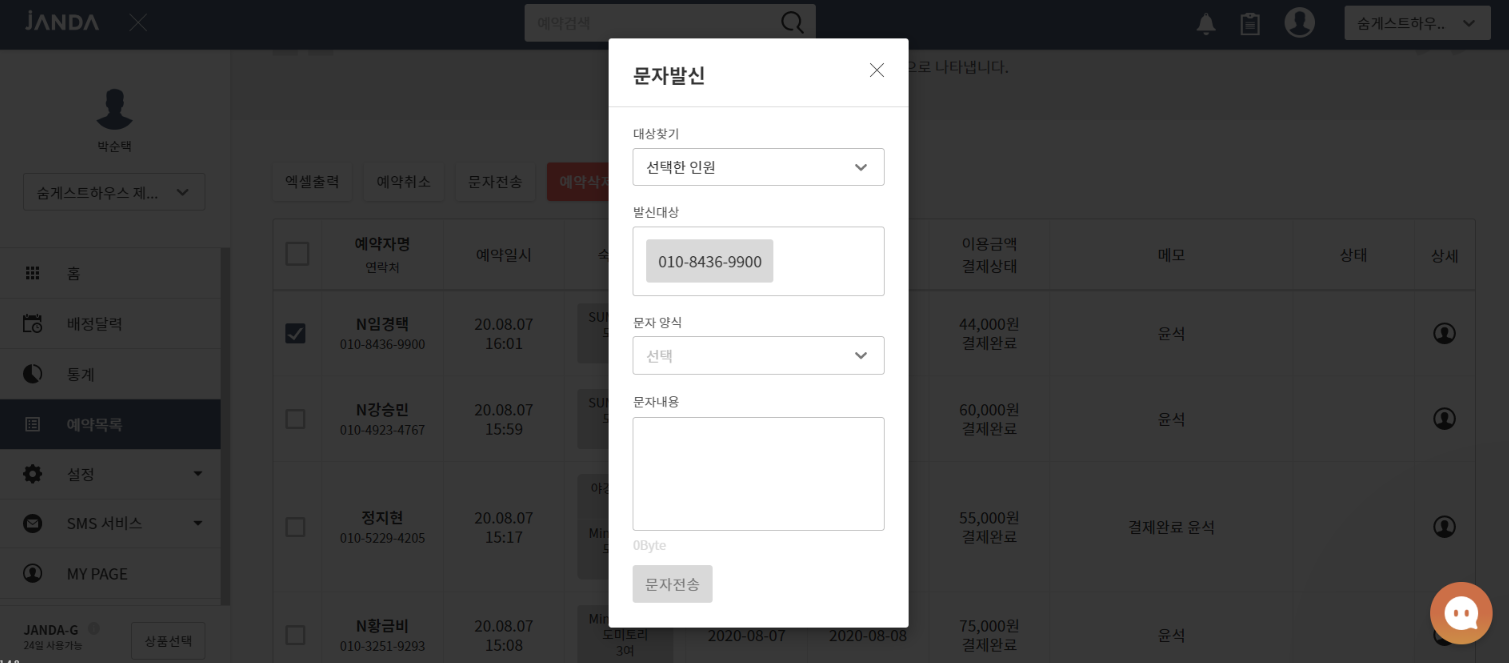 JANDA
예약검색
숨게스트하우..
으로 나타냅니다.
박순택
숨게스트하우스 제...
홈
배정달력
통계
예약목록
설정
SMS 서비스
MY PAGE
JANDA-G
24일 사용가능
상품선택
엑셀출력
예약취소
문자전송
예약삭
예약자명
연락처
예약일시
이용금액
결제상태
메모
상태
상세
N임경택
010-8436-9900
20.08.07
16:01
SU
44,000원
결제완료
윤석
N강승민
010-4923-4767
20.08.07
15:59
SU
60,000원
결제완료
윤석
정지현
010-5229-4205
20.08.07
15:17
Min
55,000원
결제완료
결제완료 윤석
N황금비
010-3251-9293
20.08.07
15:08
Min
도미토리
3여
2020-08-07
2020-08-08
75,000원
결제완료
윤석
문자발신
대상찾기
선택한 인원
발신대상
010-8436-9900
문자 양식
선택
문자내용
0Byte
문자전송